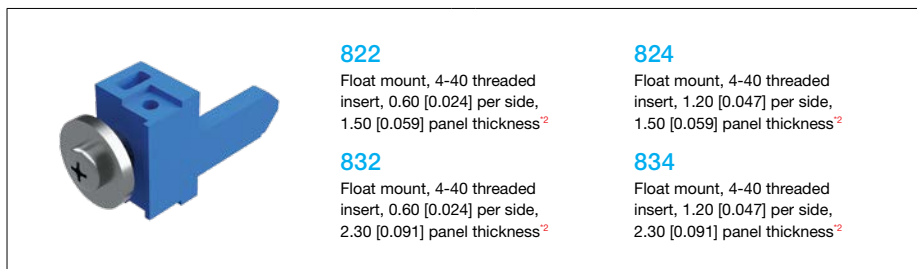 822
Float mount, 4-40 threaded
insert, 0.60 [0.024] per side,
1.50 [0.059] panel thickness*2
824
Float mount, 4-40 threaded
insert, 1.20 [0.047] per side,
1.50 [0.059] panel thickness*2
832
Float mount, 4-40 threaded
insert, 0.60 [0.024] per side,
2.30 [0.091] panel thickness*2
834
Float mount, 4-40 threaded
insert, 1.20 [0.047] per side,
2.30 [0.091] panel thickness*2